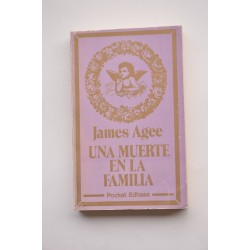 James Agee
UNA MUERTE
EN LA
FAMILIA
Pocket Edhasa